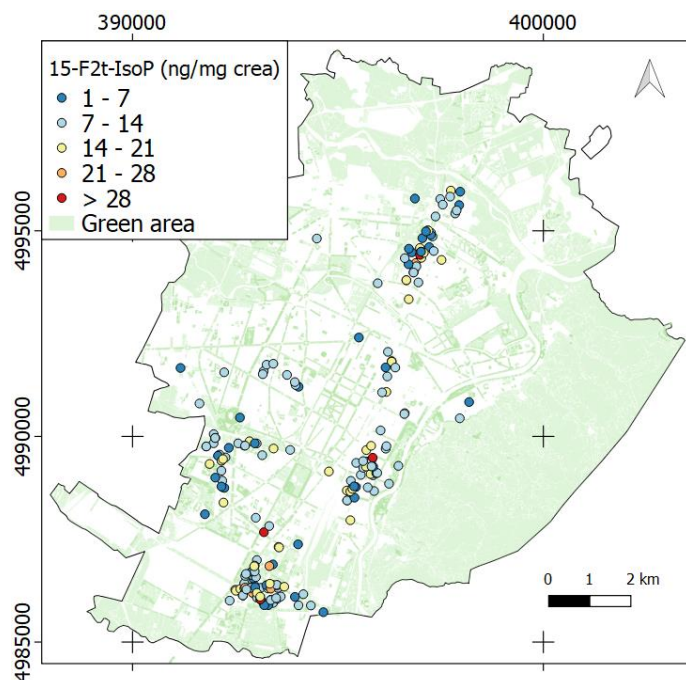 390000
400000
15-F2t-IsoP (ng/mg crea)
1 - 7
7 - 14
14 - 21
21 - 28
> 28
Green area
4995000
4990000
4985000
0 1 2 km